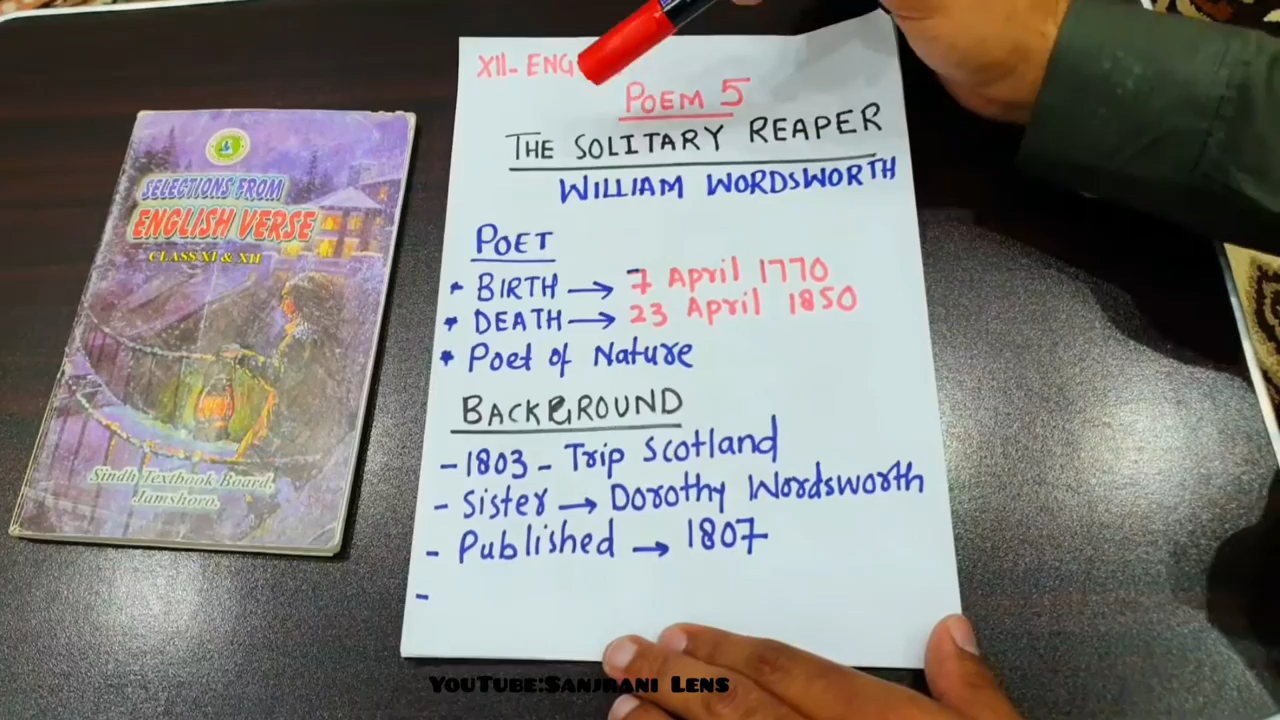 SELECTIONS FROM
ENGLISH VERSE
CLASS XI & XII
Sindh Textbook Board,
Jamshoro.
XII- ENG
POEM 5
THE SOLITARY REAPER
WILLIAM WORDSWORTH
POET
* BIRTH → 7 April 1770
* DEATH → 23 April 1850
* Poet of Nature
BACKGROUND
- 1803 - Trip Scotland
- Sister → Dorothy Wordsworth
- Published → 1807
-
YouTube:Sanjrani Lens